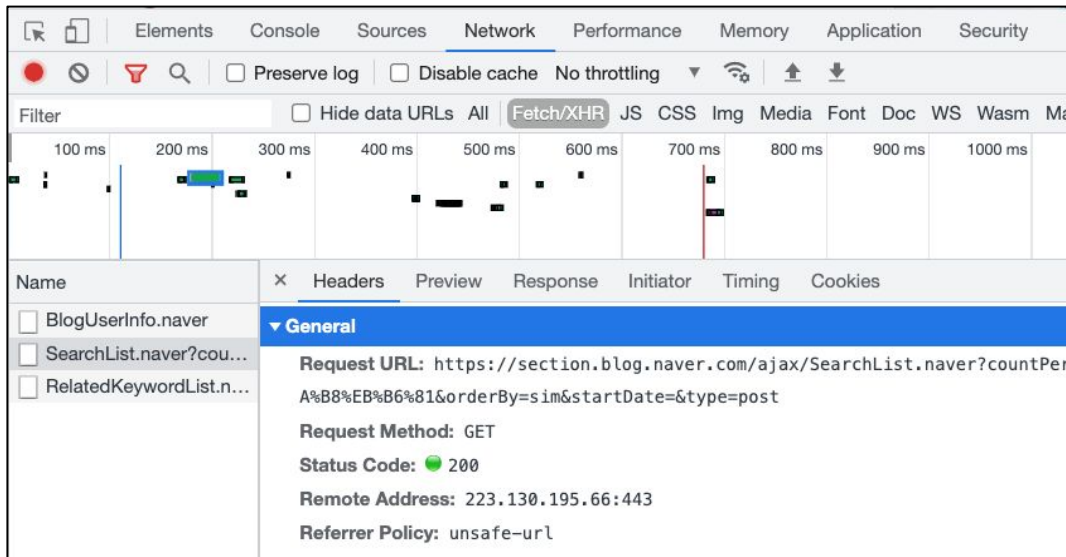 Elements Console Sources Network Performance Memory Application Security
Preserve log Disable cache No throttling
Filter Hide data URLs All Fetch/XHR JS CSS Img Media Font Doc WS Wasm Ma
100 ms 200 ms 300 ms 400 ms 500 ms 600 ms 700 ms 800 ms 900 ms 1000 ms
Name × Headers Preview Response Initiator Timing Cookies
BlogUserInfo.naver
SearchList.naver?cou...
RelatedKeywordList.n...
▼ General
Request URL: https://section.blog.naver.com/ajax/SearchList.naver?countPer
A%B8%EB%B6%81&orderBy=sim&startDate=&type=post
Request Method: GET
Status Code: 200
Remote Address: 223.130.195.66:443
Referrer Policy: unsafe-url